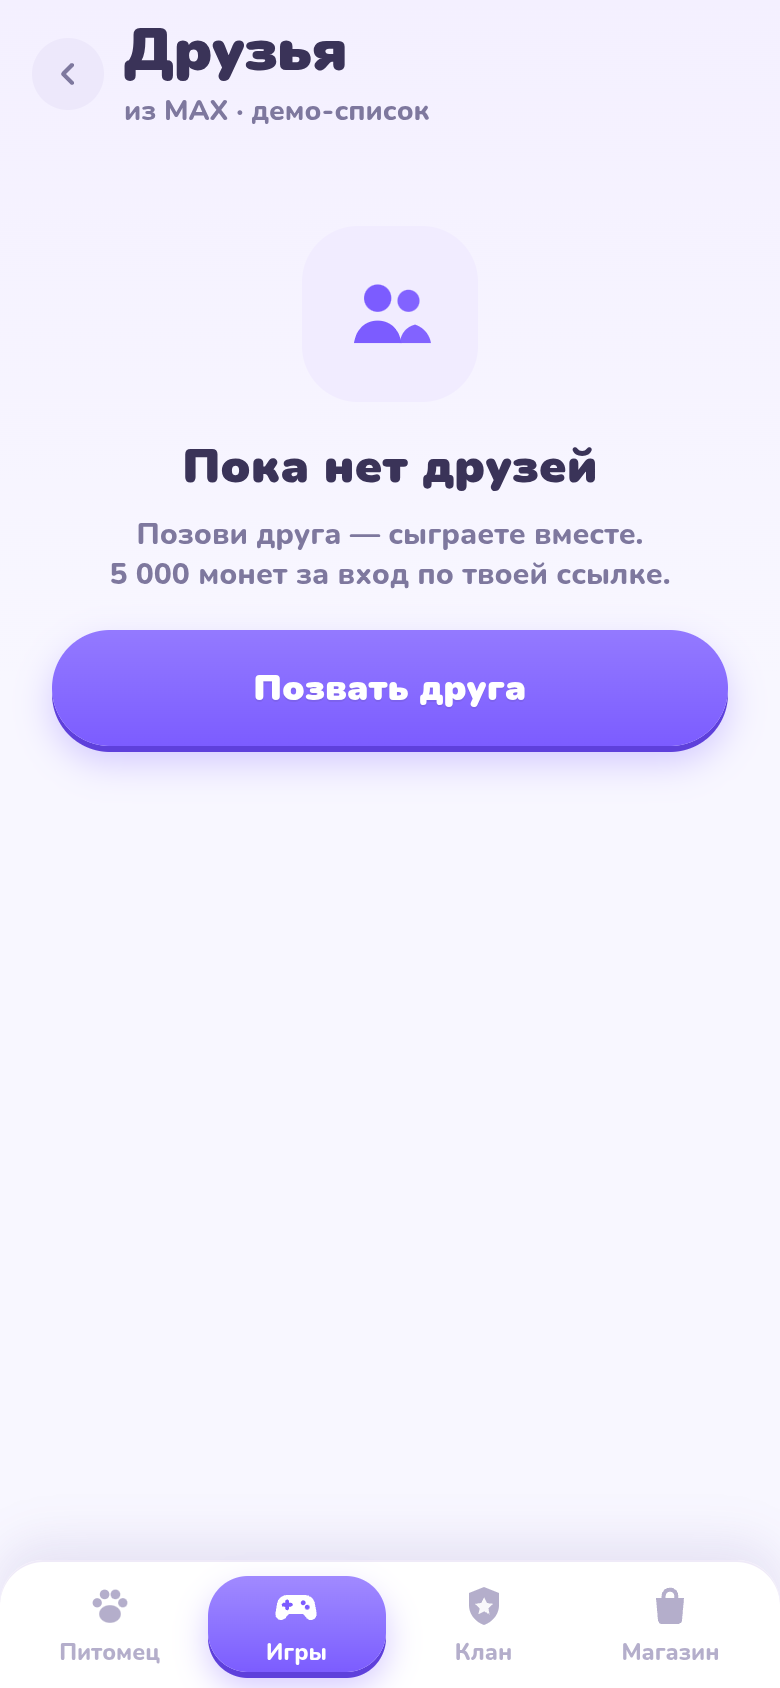 Друзья
из MAX · демо-список
Пока нет друзей
Позови друга — сыграете вместе.
5 000 монет за вход по твоей ссылке.
Позвать друга
Питомец
Игры
Клан
Магазин